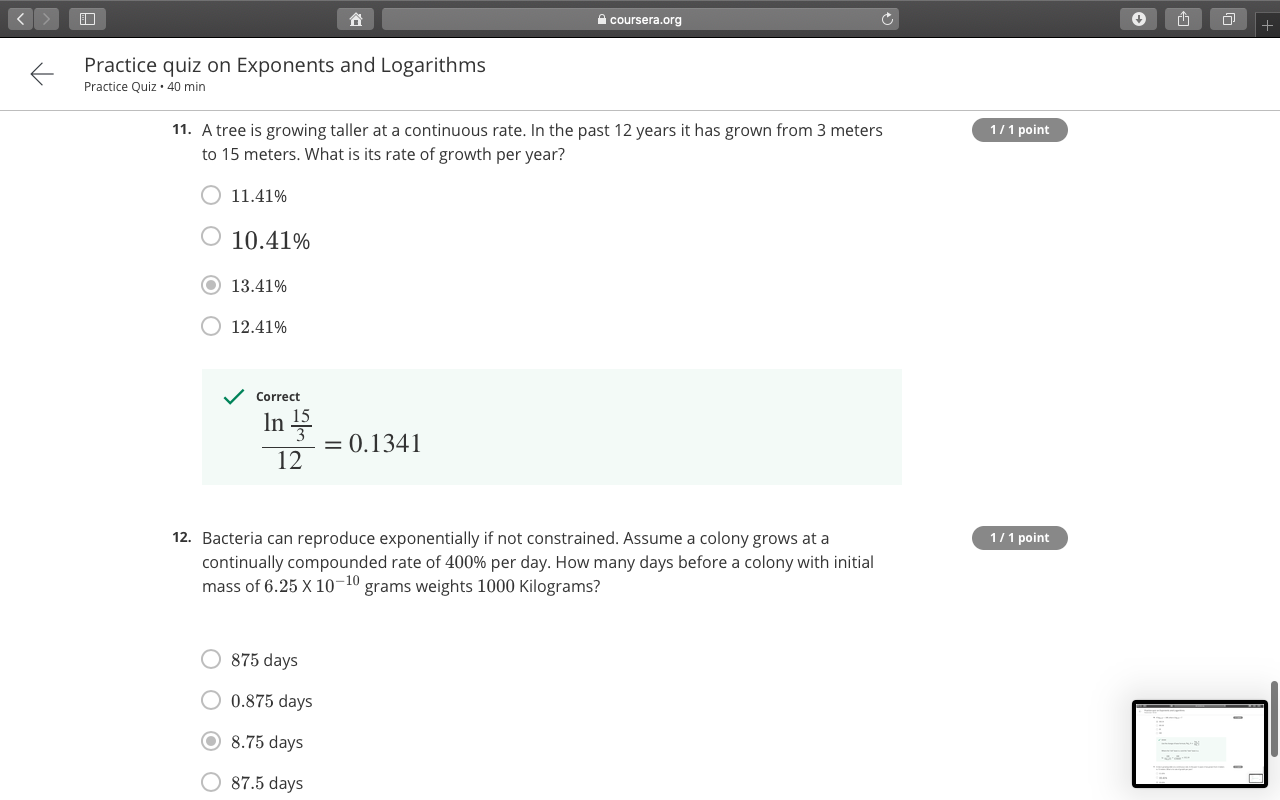 coursera.org
Practice quiz on Exponents and Logarithms
Practice Quiz • 40 min
11. A tree is growing taller at a continuous rate. In the past 12 years it has grown from 3 meters
to 15 meters. What is its rate of growth per year?
1 / 1 point
11.41%
10.41%
13.41%
12.41%
Correct
ln 15/3 / 12 = 0.1341
12. Bacteria can reproduce exponentially if not constrained. Assume a colony grows at a
continually compounded rate of 400% per day. How many days before a colony with initial
mass of 6.25 X 10⁻¹⁰ grams weights 1000 Kilograms?
1 / 1 point
875 days
0.875 days
8.75 days
87.5 days